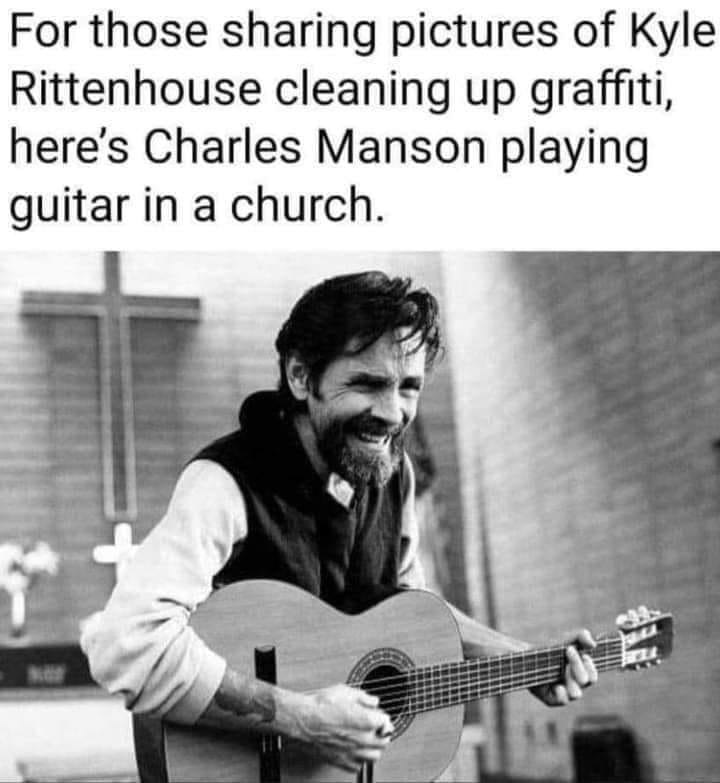 For those sharing pictures of Kyle
Rittenhouse cleaning up graffiti,
here's Charles Manson playing
guitar in a church.